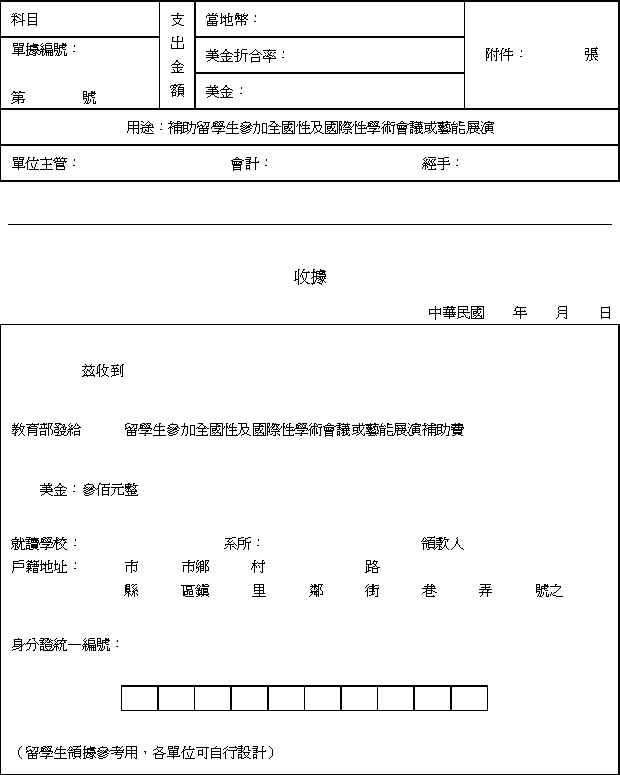 科目 支出金額 當地幣：
單據編號： 美金折合率： 附件： 張
第 號 美金：
用途：補助留學生參加全國性及國際性學術會議或藝能展演
單位主管： 會計： 經手：
收據
中華民國 年 月 日
茲收到
教育部發給 留學生參加全國性及國際性學術會議或藝能展演補助費
美金：參佰元整
就讀學校： 系所： 領款人
戶籍地址： 市 市鄉 村 路
縣 區鎮 里 鄰 街 巷 弄 號之
身分證統一編號：
（留學生領據參考用，各單位可自行設計）